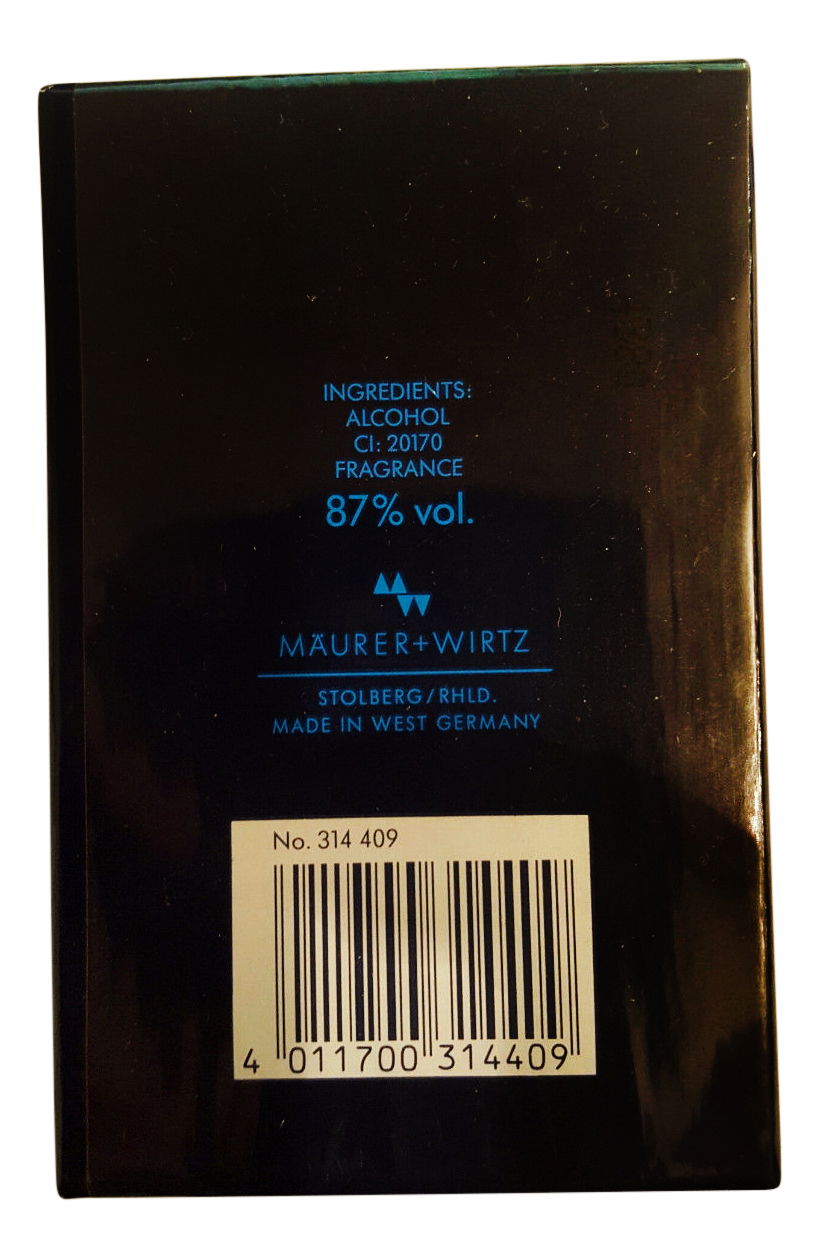 INGREDIENTS:
ALCOHOL
CI: 20170
FRAGRANCE
87% vol.
MÄURER+WIRTZ
STOLBERG/RHLD.
MADE IN WEST GERMANY
No. 314 409
4 011700 314409